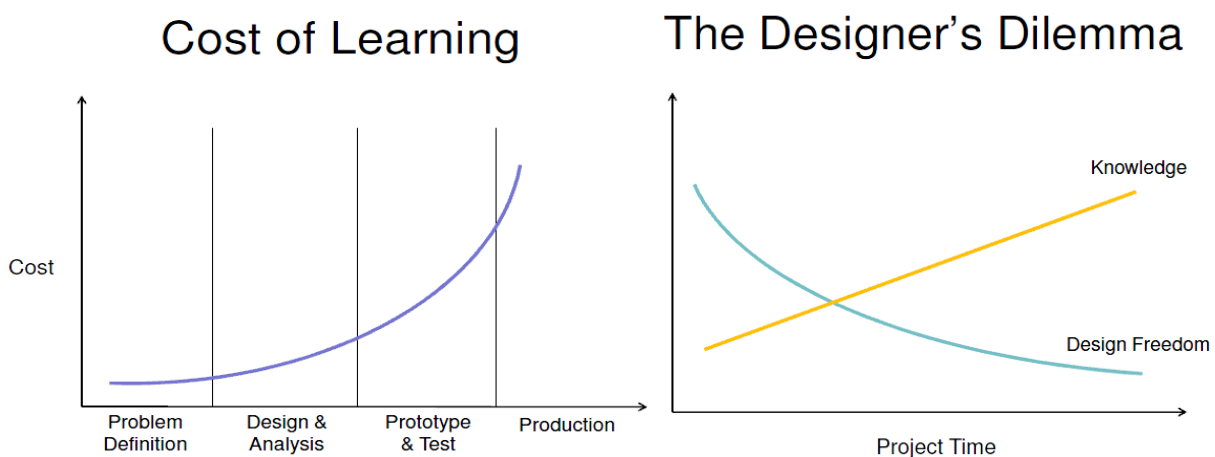 Cost of Learning
Cost
Problem
Definition
Design &
Analysis
Prototype
& Test
Production
The Designer's Dilemma
Knowledge
Design Freedom
Project Time